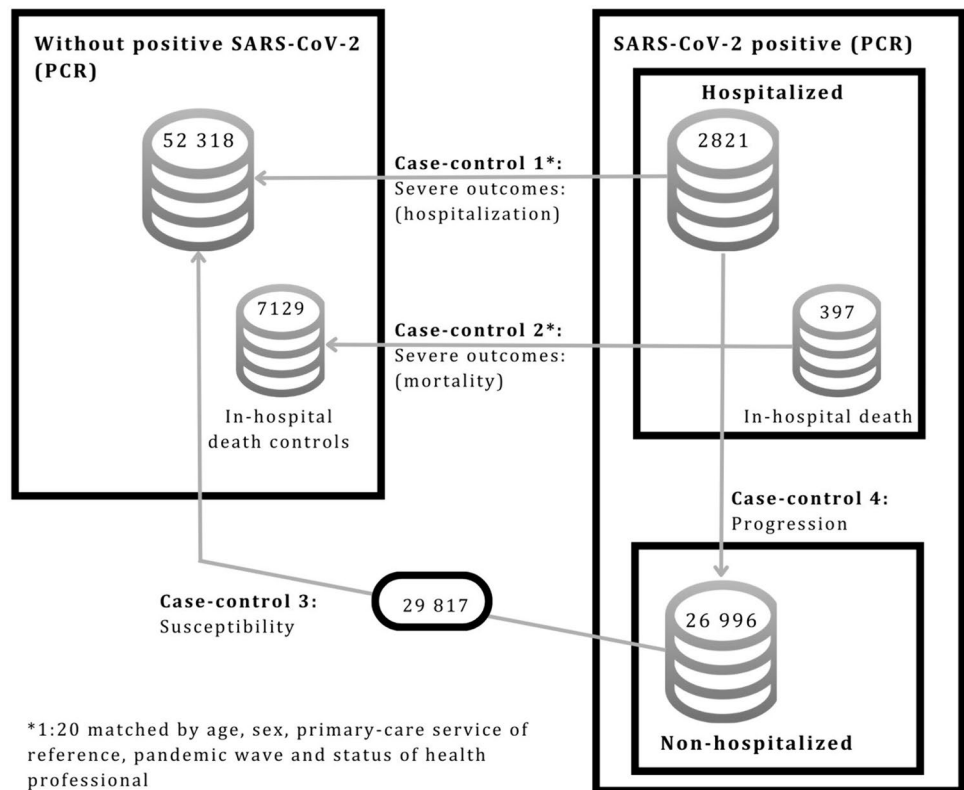 Without positive SARS-CoV-2
(PCR)
52 318
7129
In-hospital
death controls
Case-control 1*:
Severe outcomes:
(hospitalization)
Case-control 2*:
Severe outcomes:
(mortality)
SARS-CoV-2 positive (PCR)
Hospitalized
2821
397
In-hospital death
Case-control 4:
Progression
Case-control 3:
Susceptibility
29 817
26 996
Non-hospitalized
*1:20 matched by age, sex, primary-care service of
reference, pandemic wave and status of health
professional